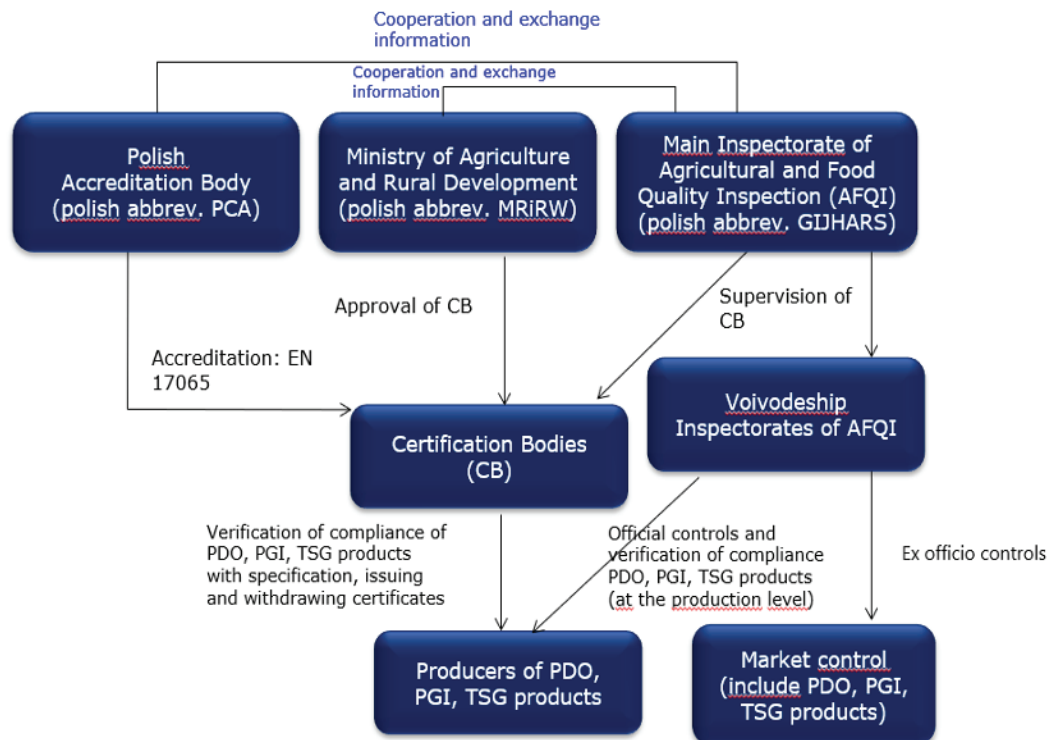 Cooperation and exchange
information
Cooperation and exchange
information
Polish
Accreditation Body
(polish abbrev. PCA)
Ministry of Agriculture
and Rural Development
(polish abbrev. MRiRW)
Main Inspectorate of
Agricultural and Food
Quality Inspection (AFQI)
(polish abbrev. GIJHARS)
Approval of CB
Supervision of
CB
Accreditation: EN
17065
Certification Bodies
(CB)
Voivodeship
Inspectorates of AFQI
Verification of compliance of
PDO, PGI, TSG products
with specification, issuing
and withdrawing certificates
Official controls and
verification of compliance
PDO, PGI, TSG products
(at the production level)
Ex officio controls
Producers of PDO,
PGI, TSG products
Market control
(include PDO, PGI,
TSG products)